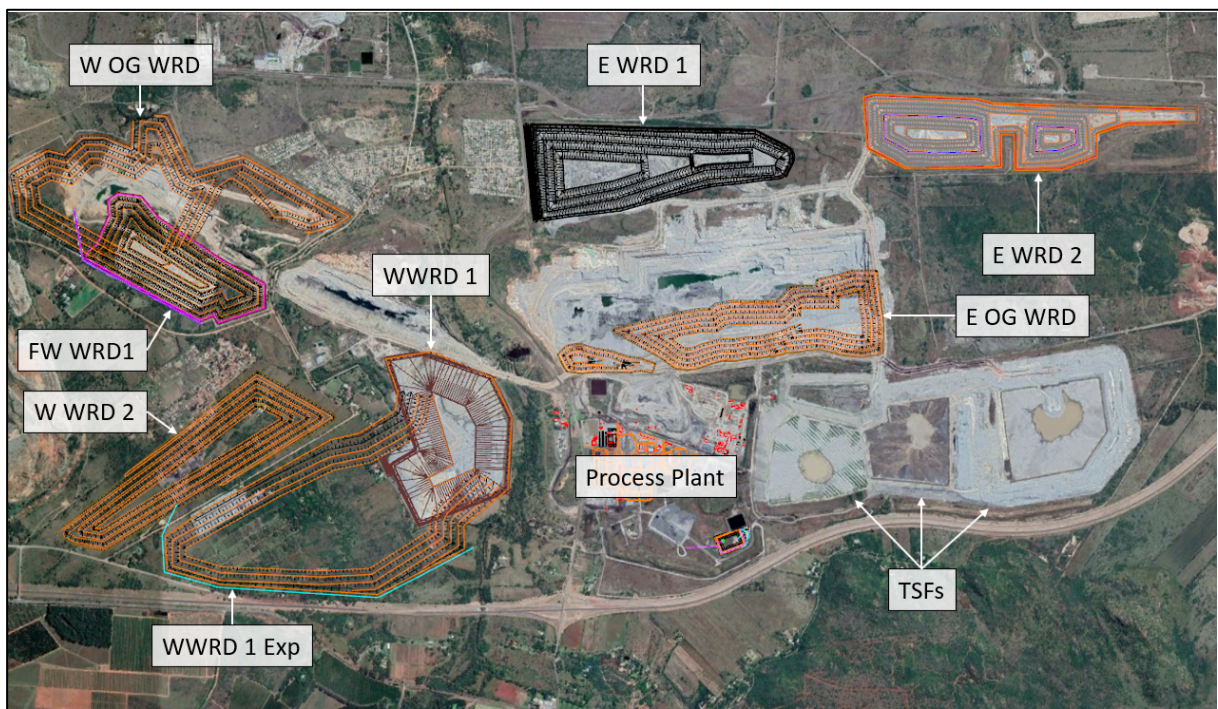 W OG WRD
E WRD 1
E WRD 2
WWRD 1
E OG WRD
FW WRD1
W WRD 2
Process Plant
TSFs
WWRD 1 Exp